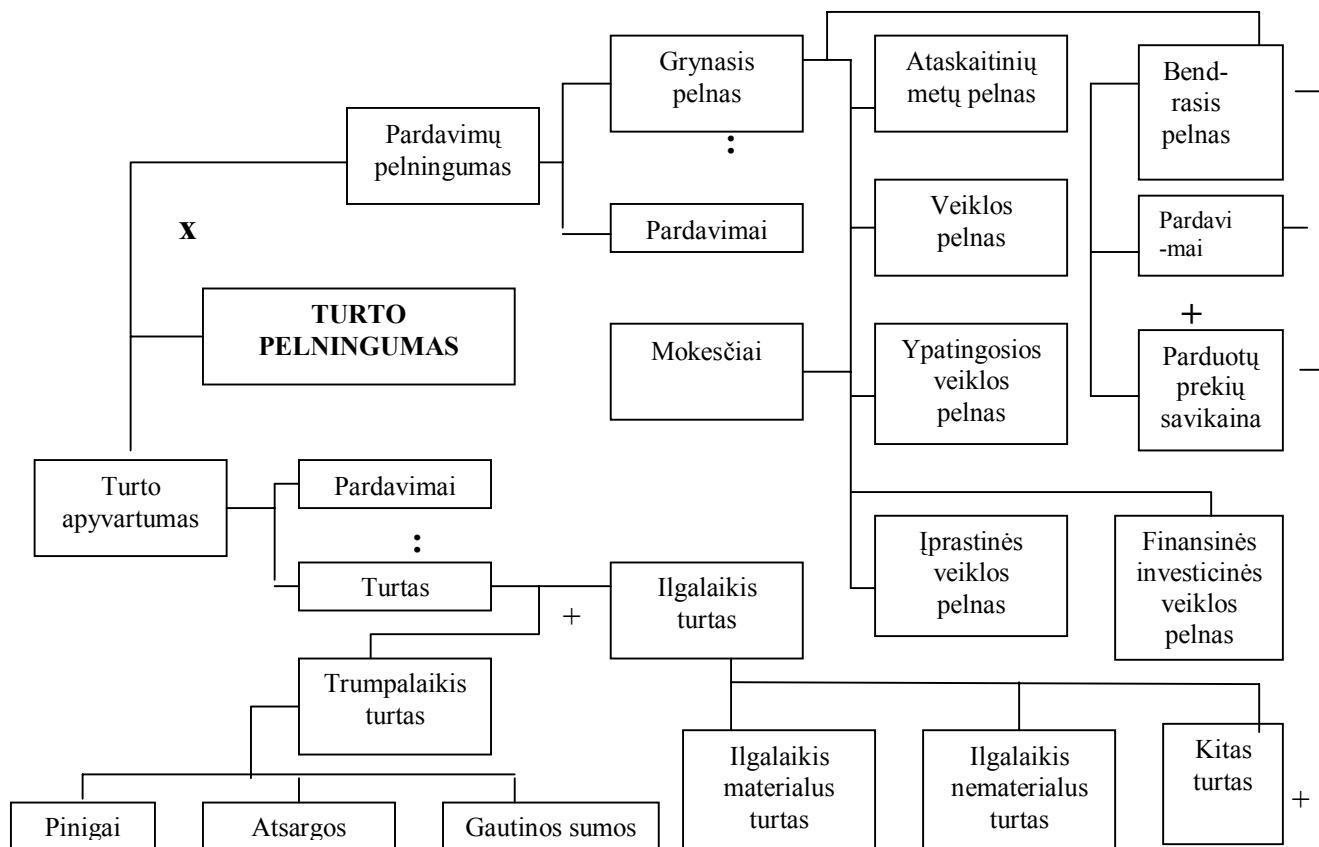 Grynasis
pelnas
Ataskaitinių
metų pelnas
Bend-
rasis
pelnas
—
Pardavimų
pelningumas
:
Veiklos
pelnas
Pardavi
-mai
—
x
Pardavimai
TURTO
PELNINGUMAS
+
Mokesčiai
Ypatingosios
veiklos
pelnas
Parduotų
prekių
savikaina
—
Turto
apyvartumas
Pardavimai
:
Turtas
+
Ilgalaikis
turtas
Įprastinės
veiklos
pelnas
Finansinės
investicinės
veiklos
pelnas
Trumpalaikis
turtas
Ilgalaikis
materialus
turtas
Ilgalaikis
nematerialus
turtas
Kitas
turtas
+
Pinigai
Atsargos
Gautinos sumos